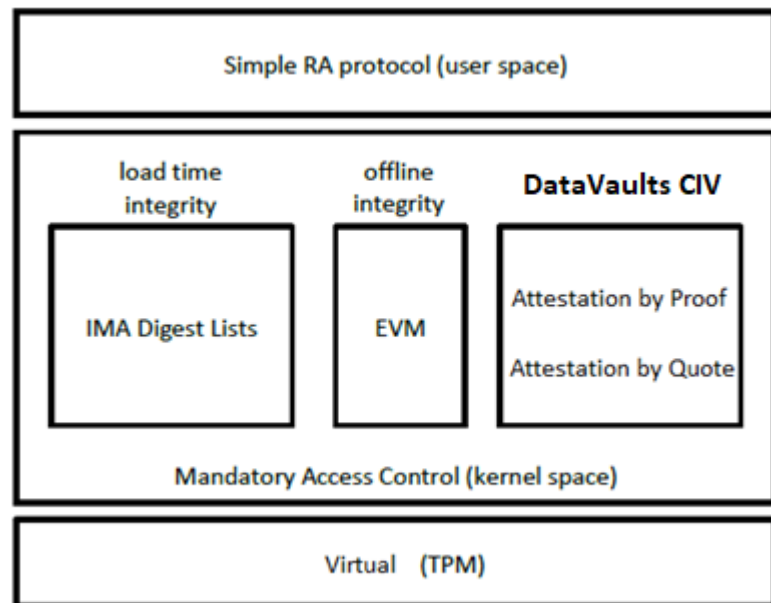 Simple RA protocol (user space)
load time
integrity
offline
integrity
DataVaults CIV
IMA Digest Lists
EVM
Attestation by Proof
Attestation by Quote
Mandatory Access Control (kernel space)
Virtual (TPM)